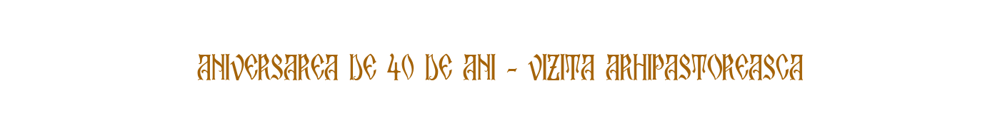 ANIVERSAREA DE 40 DE ANI - VIZITA ARHIPASTOREASCA